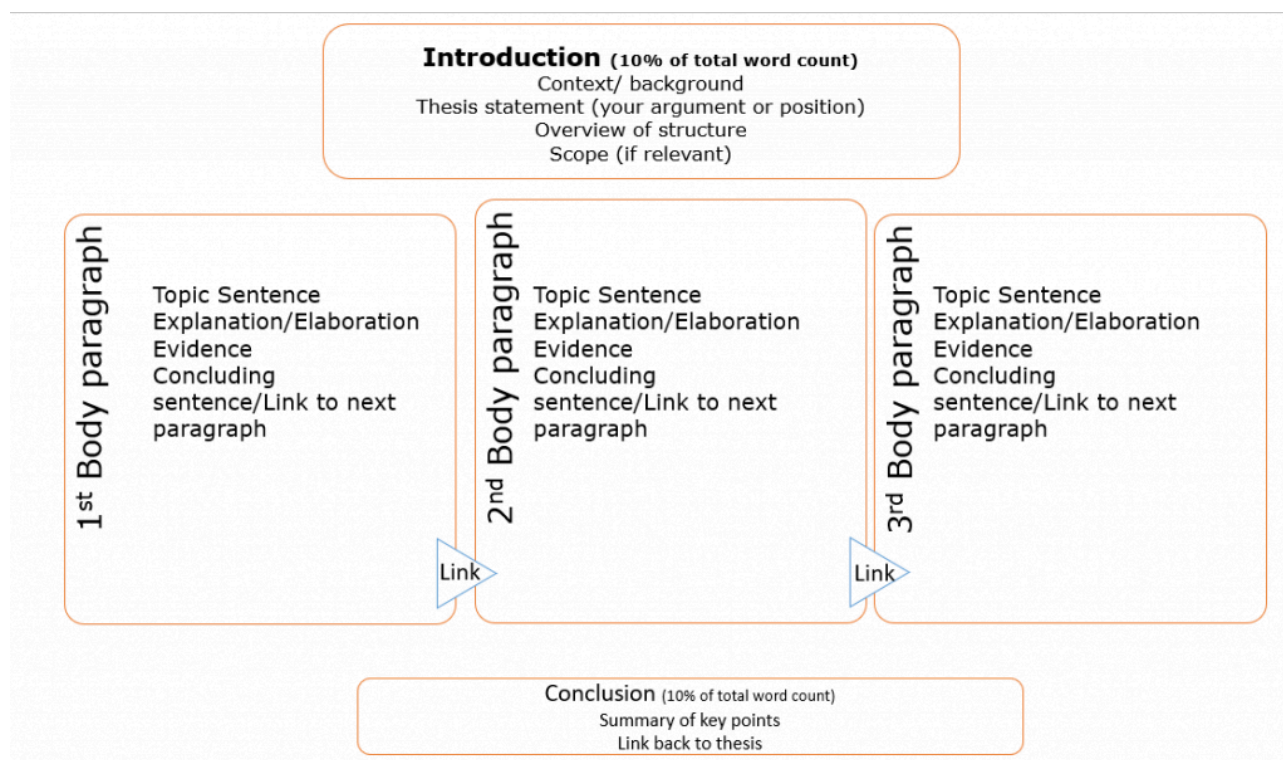 Introduction (10% of total word count)
Context/ background
Thesis statement (your argument or position)
Overview of structure
Scope (if relevant)
1st Body paragraph
Topic Sentence
Explanation/Elaboration
Evidence
Concluding
sentence/Link to next
paragraph
Link
2nd Body paragraph
Topic Sentence
Explanation/Elaboration
Evidence
Concluding
sentence/Link to next
paragraph
Link
3rd Body paragraph
Topic Sentence
Explanation/Elaboration
Evidence
Concluding
sentence/Link to next
paragraph
Conclusion (10% of total word count)
Summary of key points
Link back to thesis